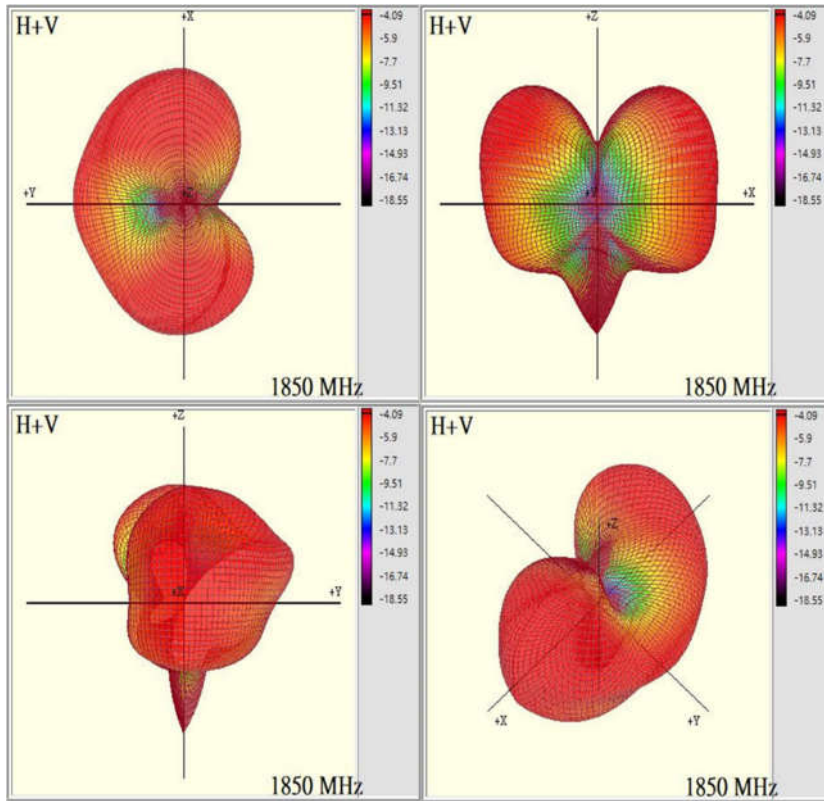 H+V
+X
+Y
+Z
-4.09
-5.9
-7.7
-9.51
-11.32
-13.13
-14.93
-16.74
-18.55
1850 MHz
H+V
+Z
+Y
+X
-4.09
-5.9
-7.7
-9.51
-11.32
-13.13
-14.93
-16.74
-18.55
1850 MHz
H+V
+Z
+X
+Y
-4.09
-5.9
-7.7
-9.51
-11.32
-13.13
-14.93
-16.74
-18.55
1850 MHz
H+V
+Z
+X
+Y
-4.09
-5.9
-7.7
-9.51
-11.32
-13.13
-14.93
-16.74
-18.55
1850 MHz